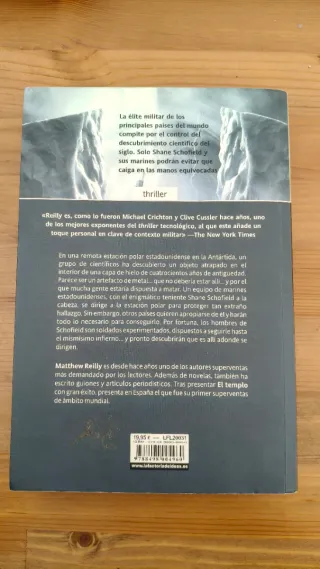 La élite militar de los
principales países del mundo
compite por el control del
descubrimiento científico del
siglo. Solo Shane Schofield y
sus marines podrán evitar que
caiga en las manos equivocadas
thriller
«Reilly es, como lo fueron Michael Crichton y Clive Cussler hace años, uno
de los mejores exponentes del thriller tecnológico, al que este añade un
toque personal en clave de contexto militar» —The New York Times
En una remota estación polar estadounidense en la Antártida, un
grupo de científicos ha descubierto un objeto atrapado en el
interior de una capa de hielo de cuatrocientos años de antigüedad.
Parece ser un artefacto de metal... que no debería estar allí... y por el
que mucha gente estaría dispuesta a matar. Un equipo de marines
estadounidenses, con el enigmático teniente Shane Schofield a la
cabeza, se dirige a la estación polar para proteger tan extraño
hallazgo. Sin embargo, otros países quieren apropiarse de él y harán
todo lo necesario para conseguirlo. Por fortuna, los hombres de
Schofield son soldados experimentados, dispuestos a seguirle hasta
el mismísimo infierno... y pronto descubrirán que es allí adonde se
dirigen.
Matthew Reilly es desde hace años uno de los autores superventas
más demandado por los lectores. Además de novelas, también ha
escrito guiones y artículos periodísticos. Tras presentar El templo
con gran éxito, presenta en España el que fue su primer superventas
de ámbito mundial.
19,95 € — LFL20031
www.lafactoriadeideas.es